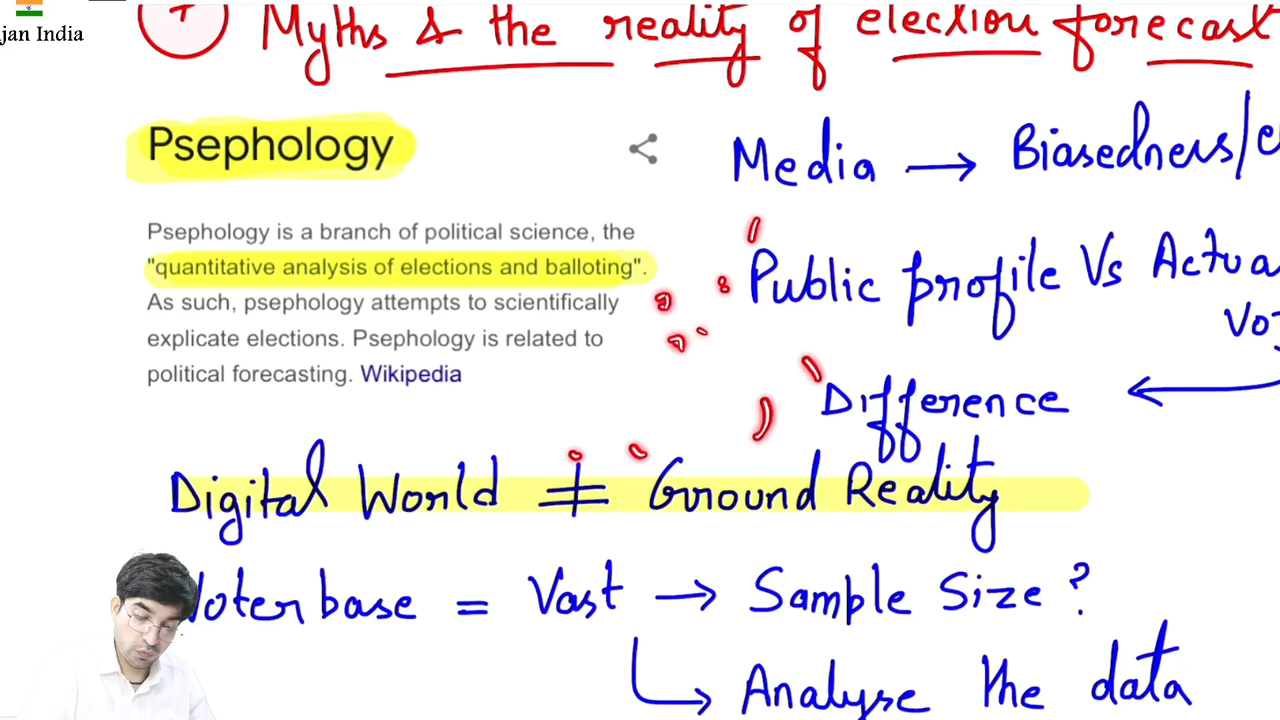 jan India
Myths & the reality of election forecast
Psephology
Media → Biasedness/
Psephology is a branch of political science, the
"quantitative analysis of elections and balloting".
As such, psephology attempts to scientifically
explicate elections. Psephology is related to
political forecasting. Wikipedia
Public profile Vs Actua
Vo
Difference ←
Digital World ≠ Ground Reality
Voterbase = Vast → Sample Size ?
↳ Analyse the data